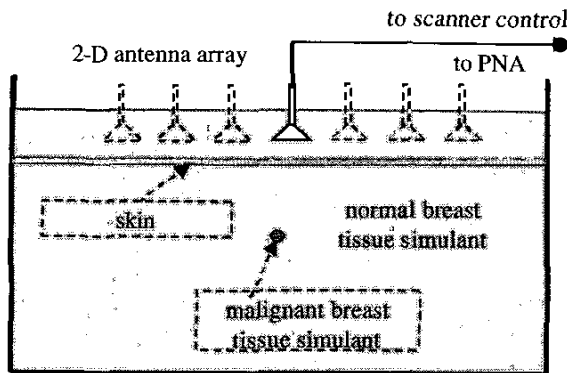 to scanner control
2-D antenna array
to PNA
skin
normal breast
tissue simulant
malignant breast
tissue simulant